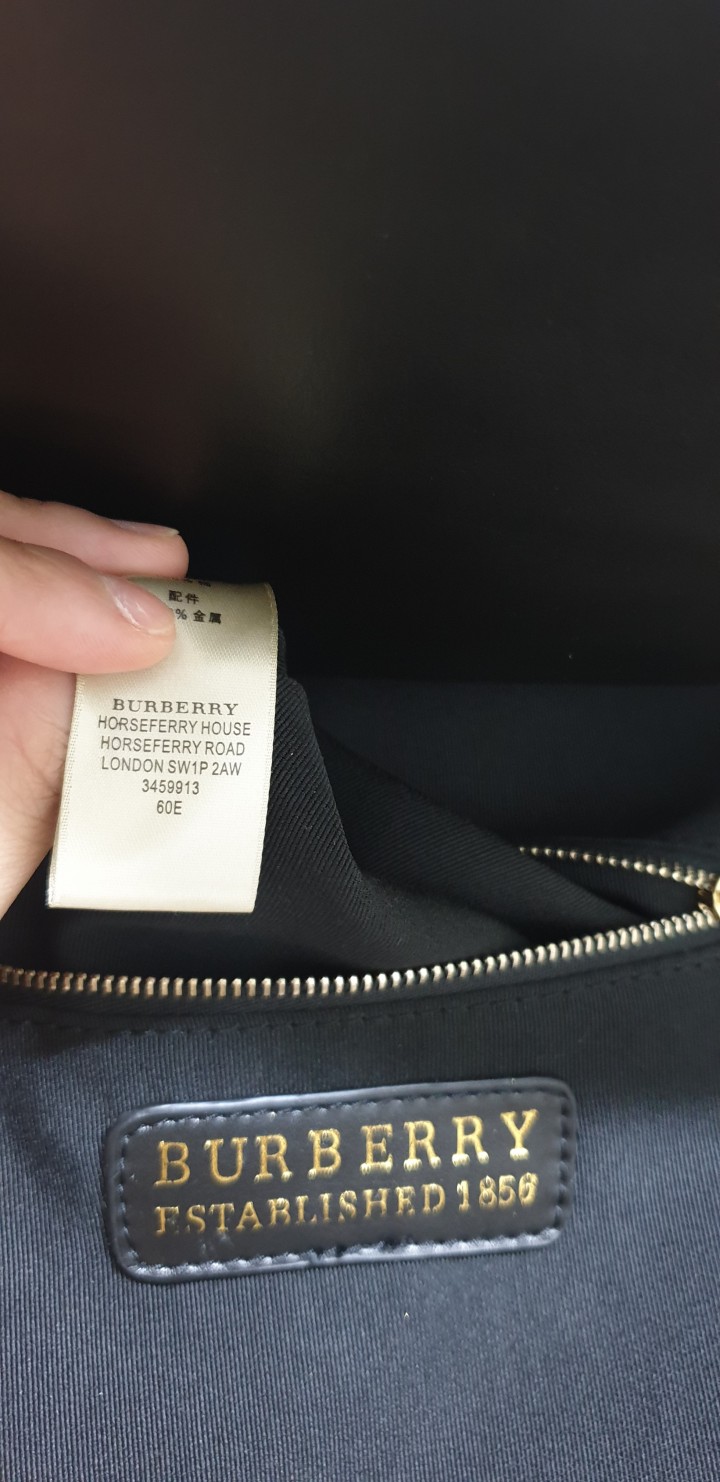 配件
% 金属
BURBERRY
HORSEFERRY HOUSE
HORSEFERRY ROAD
LONDON SW1P 2AW
3459913
60E
BURBERRY
ESTABLISHED 1856